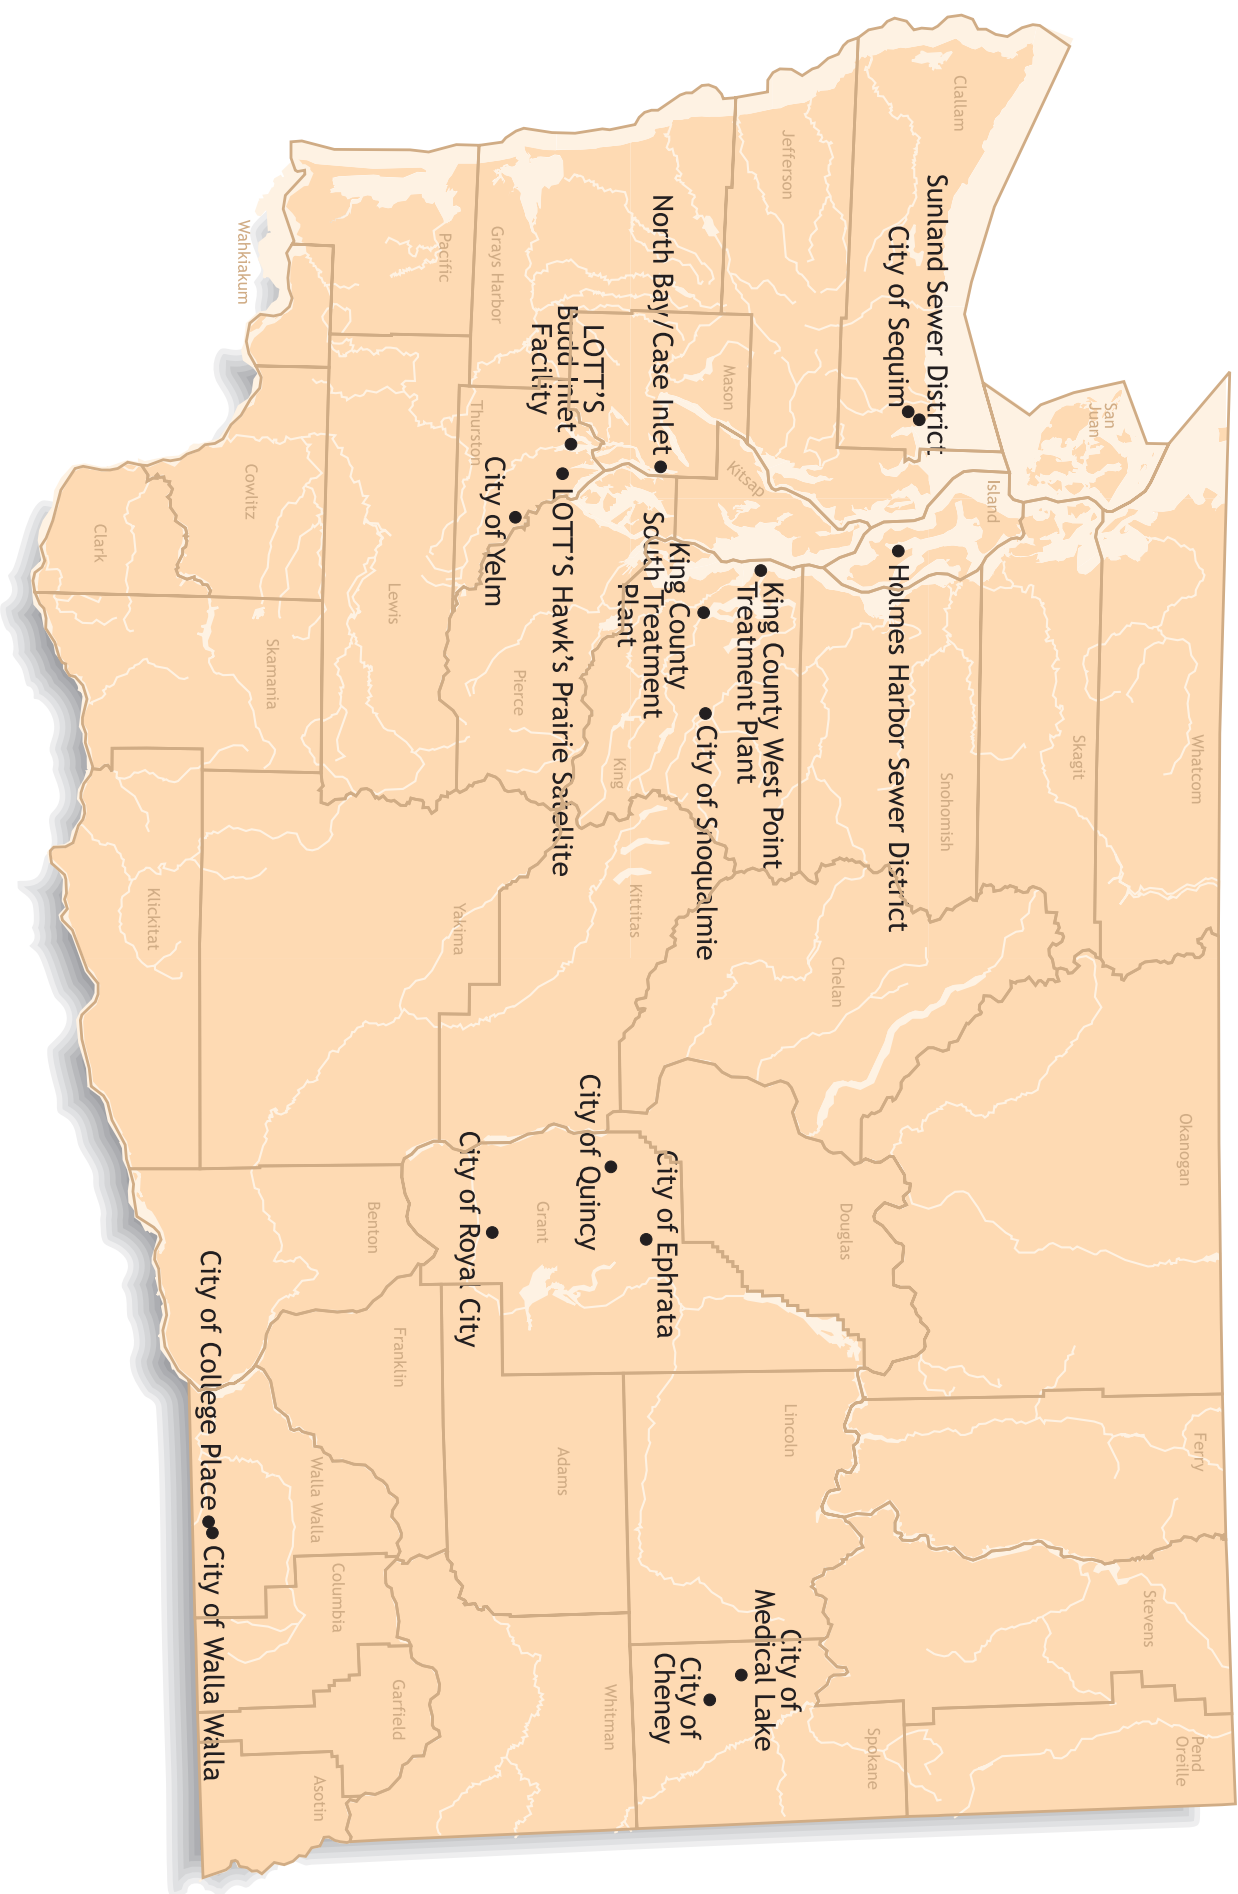 Whatcom
San
Juan
Skagit
Okanogan
Ferry
Pend
Oreille
Stevens
Island
Clallam
Sunland Sewer District
City of Sequim
Holmes Harbor Sewer District
Snohomish
Chelan
Douglas
Spokane
Jefferson
Kitsap
Mason
King County West Point
Treatment Plant
City of
Medical Lake
Lincoln
City of Snoqualmie
King County
South Treatment
Plant
City of Ephrata
City of
Cheney
North Bay/Case Inlet
King
Kittitas
Whitman
LOTT'S
Budd Inlet
Facility
LOTT'S Hawk's Prairie Satellite
City of Quincy
Adams
Grant
Grays Harbor
Thurston
City of Yelm
Pierce
City of Royal City
Pacific
Yakima
Lewis
Benton
Franklin
Garfield
Wahkiakum
Cowlitz
Skamania
Walla Walla
Columbia
Asotin
City of College Place
City of Walla Walla
Clark
Klickitat